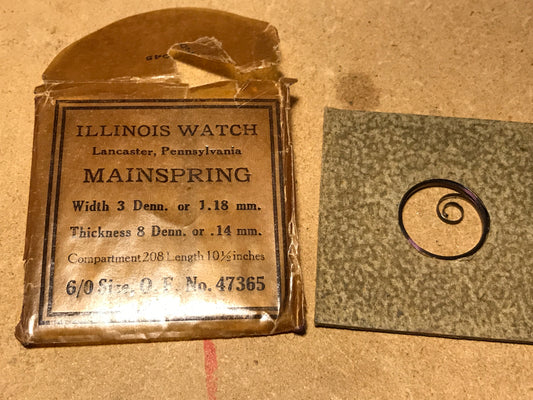 ILLINOIS WATCH
Lancaster, Pennsylvania
MAINSPRING
Width 3 Denn. or 1.18 mm.
Thickness 8 Denn. or .14 mm.
Compartment 208 Length 10½ inches
6/0 Size, O. F. No. 47365